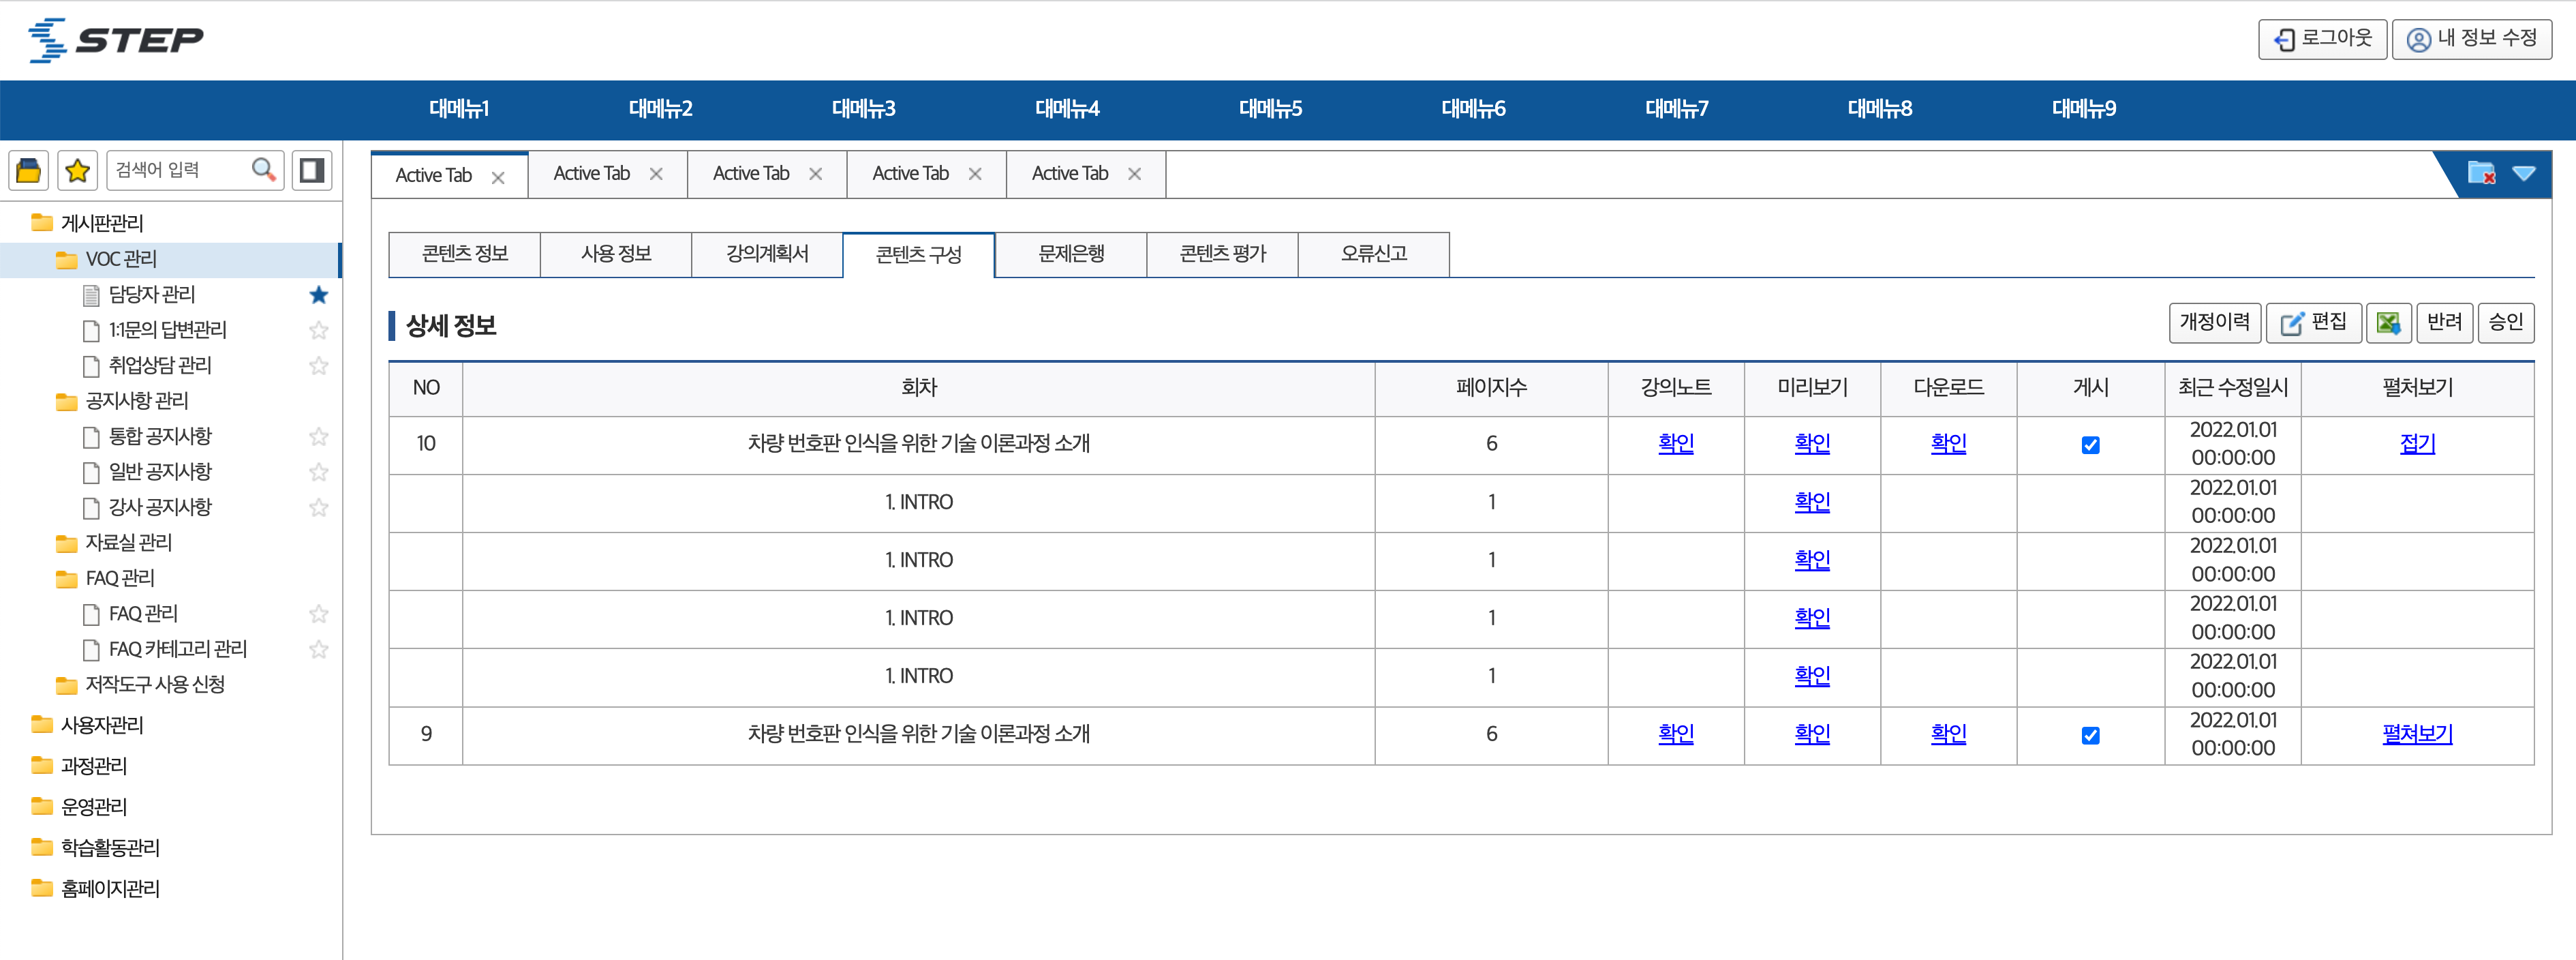 STEP
로그아웃 내 정보 수정
대메뉴1 대메뉴2 대메뉴3 대메뉴4 대메뉴5 대메뉴6 대메뉴7 대메뉴8 대메뉴9
검색어 입력
게시판관리
VOC 관리
담당자 관리
1:1문의 답변관리
취업상담 관리
공지사항 관리
통합 공지사항
일반 공지사항
강사 공지사항
자료실 관리
FAQ 관리
FAQ 관리
FAQ 카테고리 관리
저작도구 사용 신청
사용자관리
과정관리
운영관리
학습활동관리
홈페이지관리
Active Tab Active Tab Active Tab Active Tab Active Tab
콘텐츠 정보 사용 정보 강의계획서 콘텐츠 구성 문제은행 콘텐츠 평가 오류신고
상세 정보
개정이력 편집 반려 승인
NO 회차 페이지수 강의노트 미리보기 다운로드 게시 최근 수정일시 펼처보기
10 차량 번호판 인식을 위한 기술 이론과정 소개 6 확인 확인 확인 2022.01.01 00:00:00 접기
1. INTRO 1 확인 2022.01.01 00:00:00
1. INTRO 1 확인 2022.01.01 00:00:00
1. INTRO 1 확인 2022.01.01 00:00:00
1. INTRO 1 확인 2022.01.01 00:00:00
9 차량 번호판 인식을 위한 기술 이론과정 소개 6 확인 확인 확인 2022.01.01 00:00:00 펼쳐보기